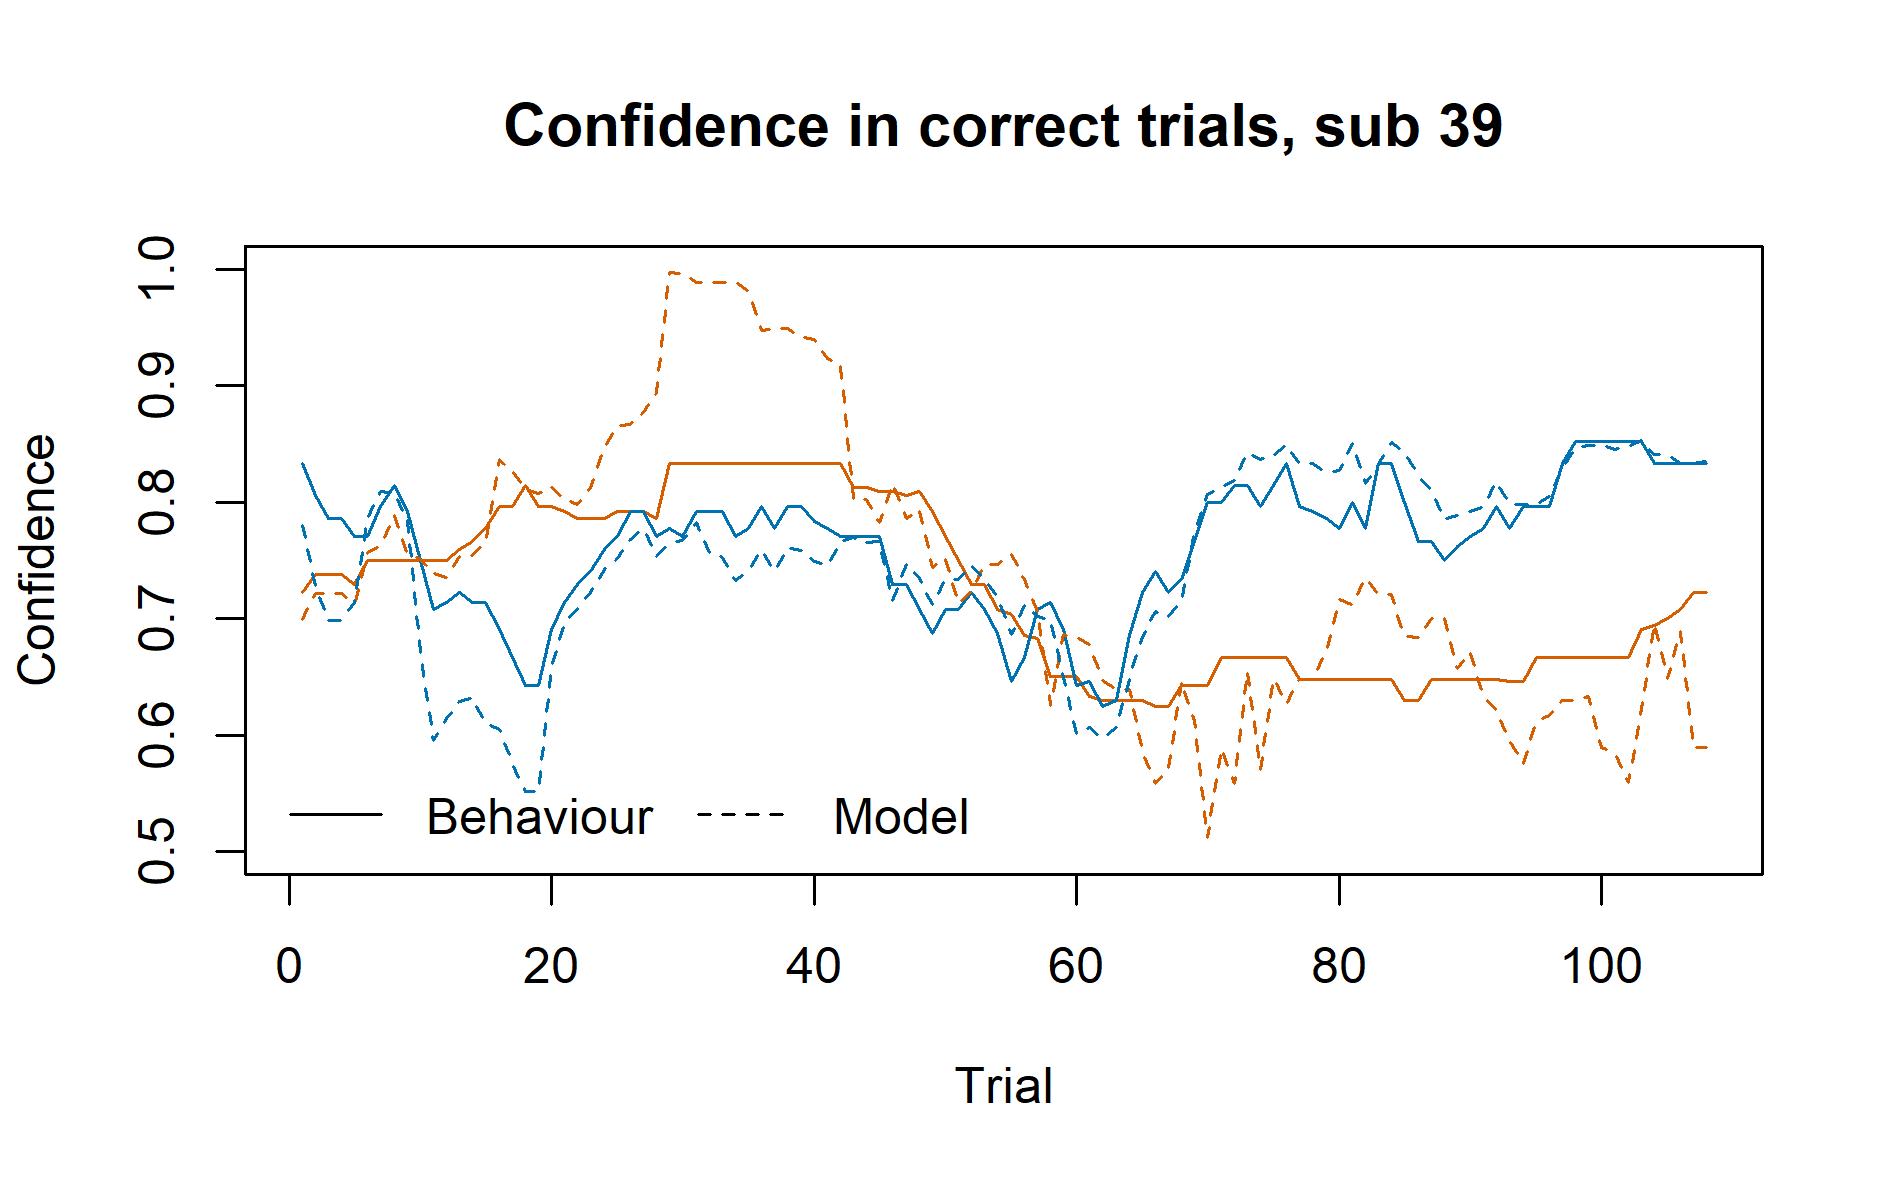 Confidence in correct trials, sub 39
Confidence
1.0
0.9
0.8
0.7
0.6
0.5
Behaviour
Model
0 20 40 60 80 100
Trial